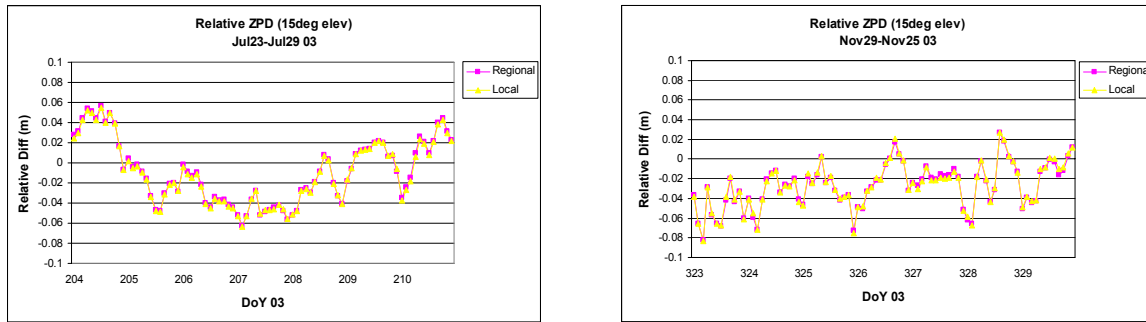 Relative ZPD (15deg elev)
Jul23-Jul29 03
0.1
0.08
0.06
0.04
0.02
0
-0.02
-0.04
-0.06
-0.08
-0.1
Relative Diff (m)
204 205 206 207 208 209 210
DoY 03
Regional
Local
Relative ZPD (15deg elev)
Nov29-Nov25 03
0.1
0.08
0.06
0.04
0.02
0
-0.02
-0.04
-0.06
-0.08
-0.1
Relative Diff (m)
323 324 325 326 327 328 329
DoY 03
Regional
Local